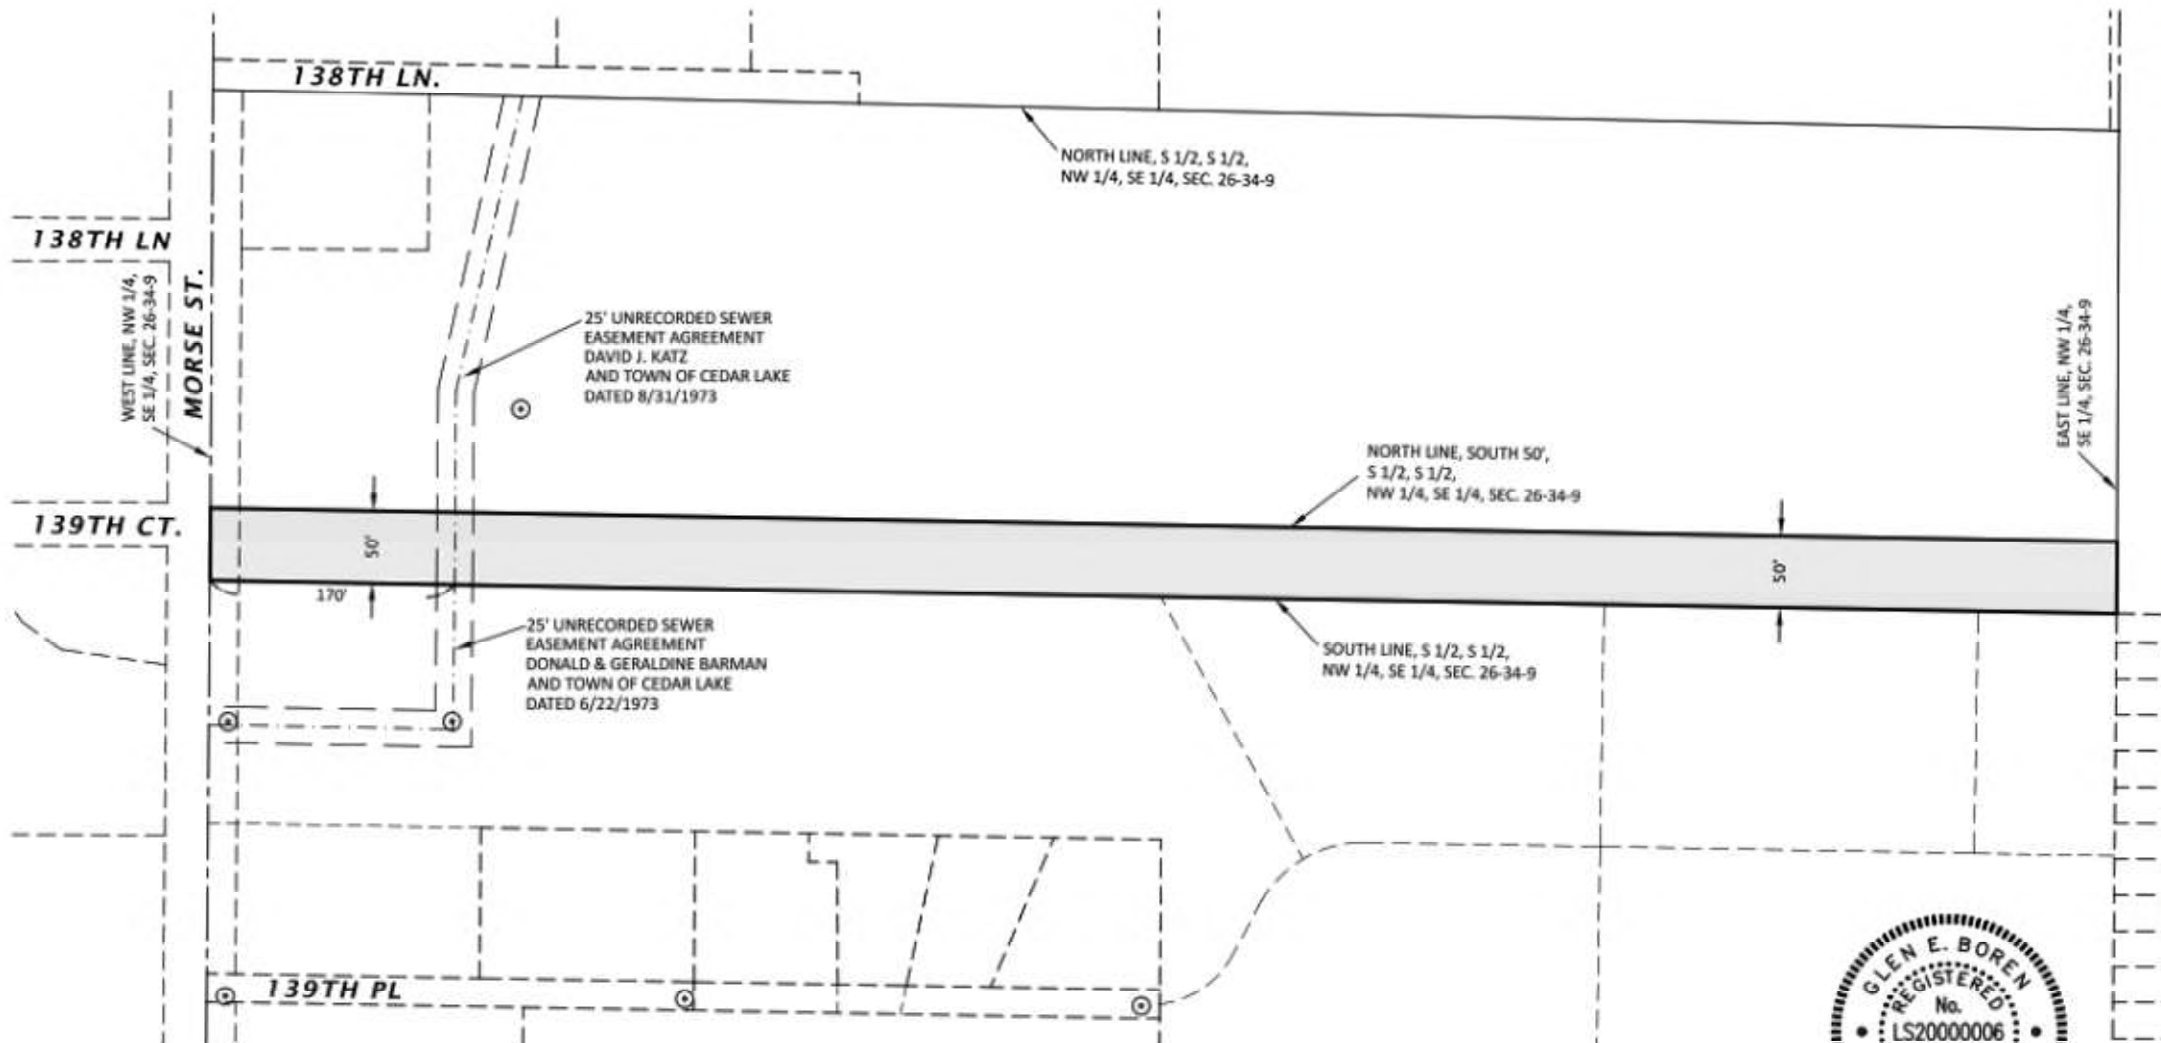 138TH LN.
NORTH LINE, S 1/2, S 1/2,
NW 1/4, SE 1/4, SEC. 26-34-9
138TH LN
WEST LINE, NW 1/4,
SE 1/4, SEC. 26-34-9
MORSE ST.
25' UNRECORDED SEWER
EASEMENT AGREEMENT
DAVID J. KATZ
AND TOWN OF CEDAR LAKE
DATED 8/31/1973
EAST LINE, NW 1/4,
SE 1/4, SEC. 26-34-9
NORTH LINE, SOUTH 50',
S 1/2, S 1/2,
NW 1/4, SE 1/4, SEC. 26-34-9
139TH CT.
50'
50'
170'
25' UNRECORDED SEWER
EASEMENT AGREEMENT
DONALD & GERALDINE BARMAN
AND TOWN OF CEDAR LAKE
DATED 6/22/1973
SOUTH LINE, S 1/2, S 1/2,
NW 1/4, SE 1/4, SEC. 26-34-9
139TH PL
GLEN E. BOREN
REGISTERED
No.
LS20000006